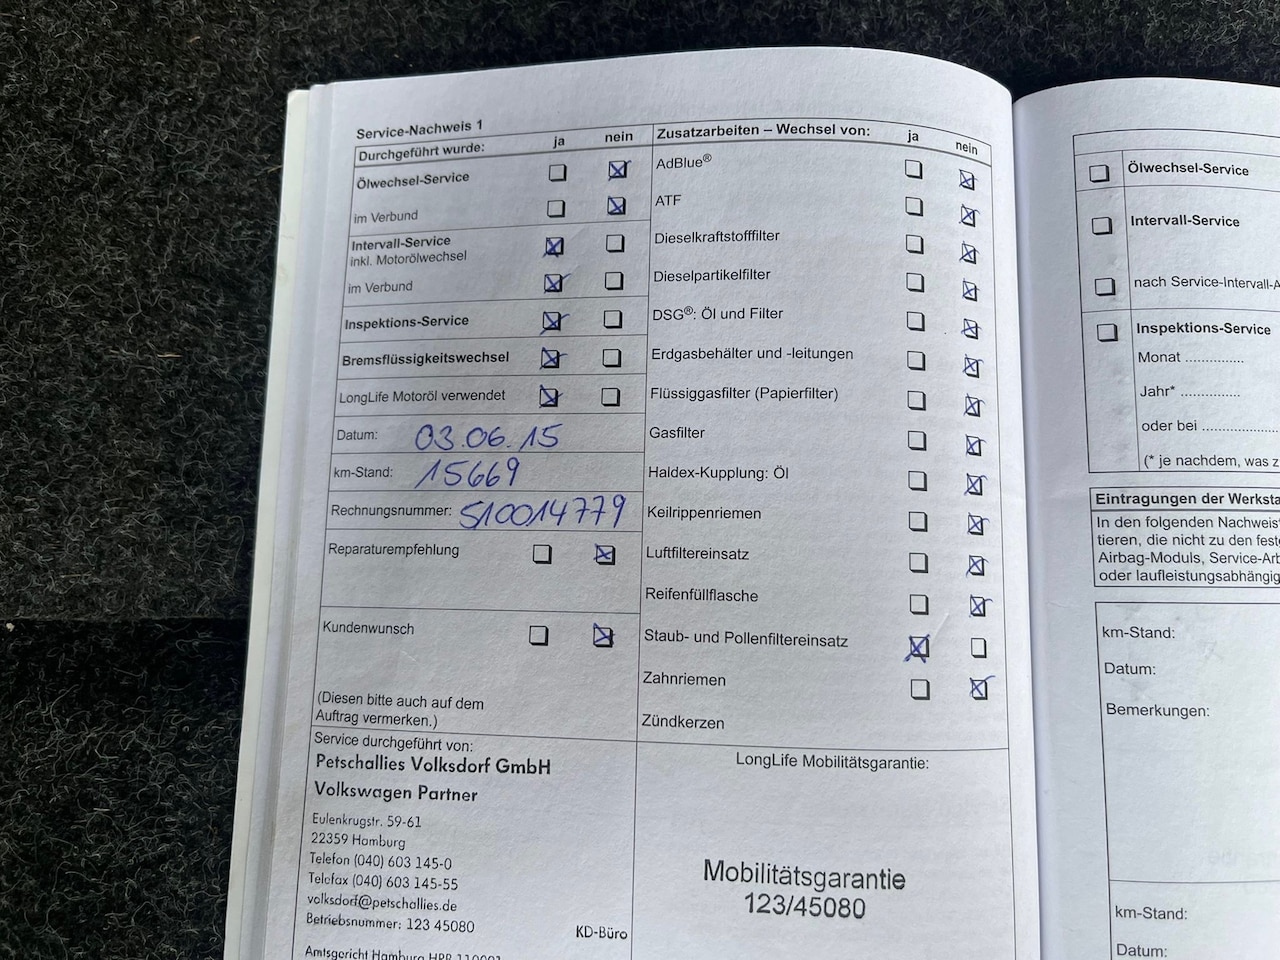 Service-Nachweis 1
Durchgeführt wurde: ja nein
Ölwechsel-Service
im Verbund
Intervall-Service
inkl. Motorölwechsel
im Verbund
Inspektions-Service
Bremsflüssigkeitswechsel
LongLife Motoröl verwendet
Datum: 03.06.15
km-Stand: 15669
Rechnungsnummer: 510014779
Reparaturempfehlung
Kundenwunsch
(Diesen bitte auch auf dem
Auftrag vermerken.)
Service durchgeführt von:
Petschallies Volksdorf GmbH
Volkswagen Partner
Eulenkrugstr. 59-61
22359 Hamburg
Telefon (040) 603 145-0
Telefax (040) 603 145-55
volksdorf@petschallies.de
Betriebsnummer: 123 45080
KD-Büro
Amtsgericht Hamburg HRB
Zusatzarbeiten – Wechsel von: ja nein
AdBlue®
ATF
Dieselkraftstofffilter
Dieselpartikelfilter
DSG®: Öl und Filter
Erdgasbehälter und -leitungen
Flüssiggasfilter (Papierfilter)
Gasfilter
Haldex-Kupplung: Öl
Keilrippenriemen
Luftfiltereinsatz
Reifenfüllflasche
Staub- und Pollenfiltereinsatz
Zahnriemen
Zündkerzen
LongLife Mobilitätsgarantie:
Mobilitätsgarantie
123/45080
Ölwechsel-Service
Intervall-Service
nach Service-Intervall-A
Inspektions-Service
Monat ...............
Jahr* ...............
oder bei ....................
(* je nachdem, was z
Eintragungen der Werksta
In den folgenden Nachweis
tieren, die nicht zu den fest
Airbag-Moduls, Service-Arb
oder laufleistungsabhängig
km-Stand:
Datum:
Bemerkungen:
km-Stand:
Datum: